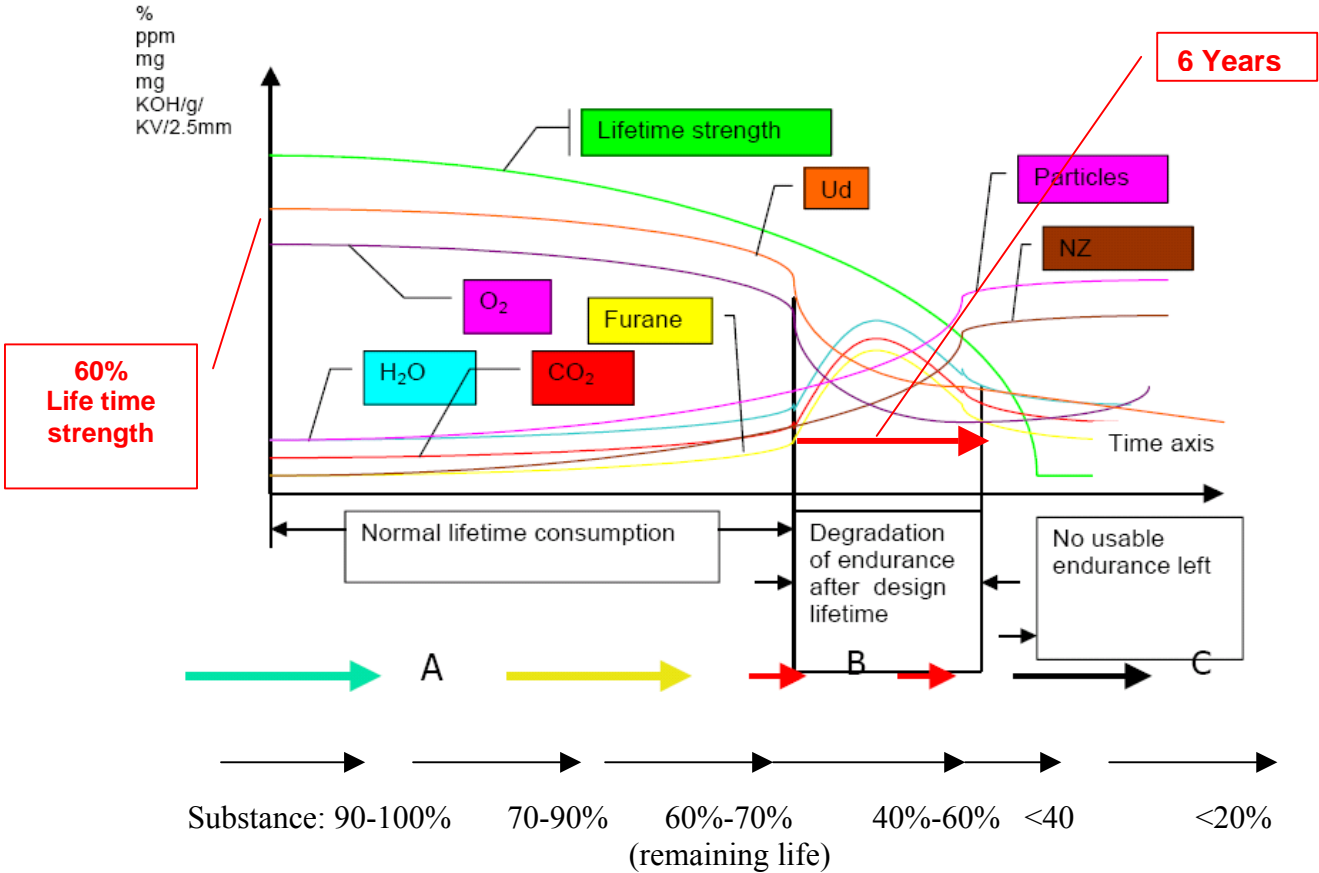 %
ppm
mg
mg
KOH/g/
KV/2.5mm
6 Years
Lifetime strength
Ud
Particles
NZ
O₂
Furane
H₂O
CO₂
60%
Life time
strength
Time axis
Normal lifetime consumption
Degradation
of endurance
after design
lifetime
No usable
endurance left
A
B
C
Substance: 90-100% 70-90% 60%-70% 40%-60% <40 <20%
(remaining life)